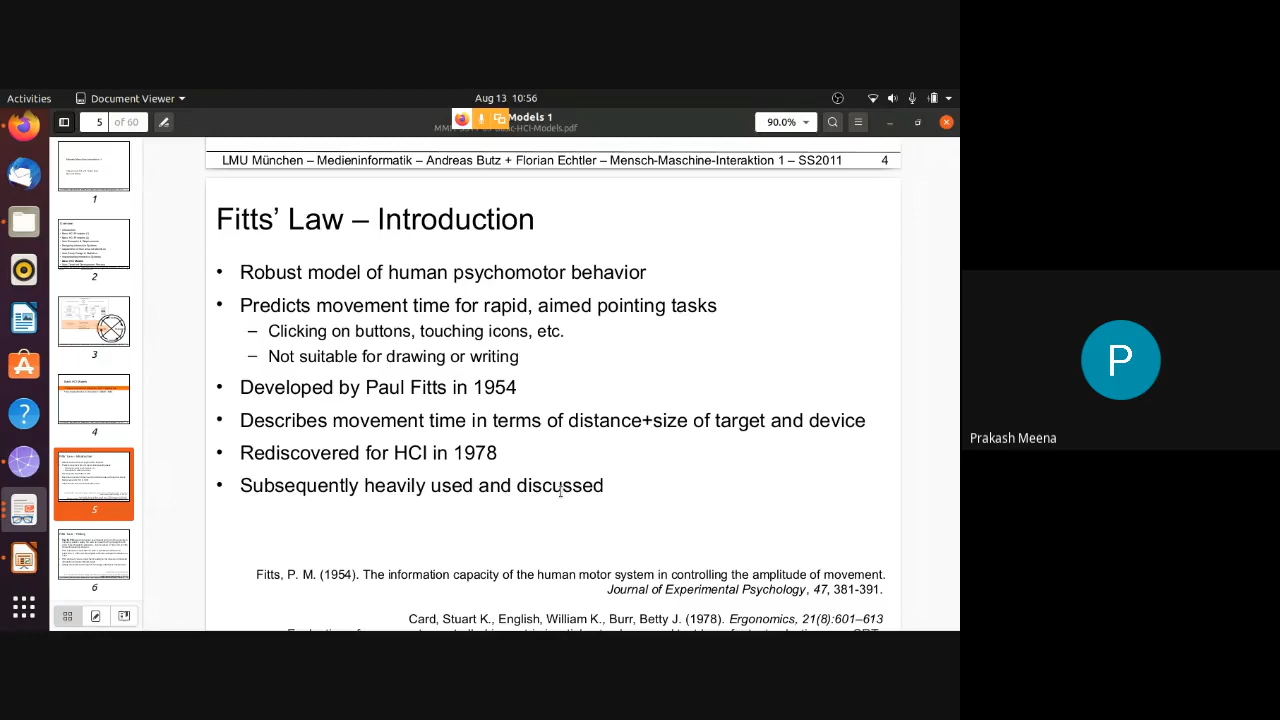 Activities
Document Viewer
Aug 13 10:56
5 of 60
Models 1
90.0%
LMU München – Medieninformatik – Andreas Butz + Florian Echtler – Mensch-Maschine-Interaktion 1 – SS2011 4
Fitts’ Law – Introduction
• Robust model of human psychomotor behavior
• Predicts movement time for rapid, aimed pointing tasks
– Clicking on buttons, touching icons, etc.
– Not suitable for drawing or writing
• Developed by Paul Fitts in 1954
• Describes movement time in terms of distance+size of target and device
• Rediscovered for HCI in 1978
• Subsequently heavily used and discussed
Fitts, P. M. (1954). The information capacity of the human motor system in controlling the amplitude of movement.
Journal of Experimental Psychology, 47, 381-391.
Card, Stuart K., English, William K., Burr, Betty J. (1978). Ergonomics, 21(8):601–613
1
2
3
4
5
6
P
Prakash Meena